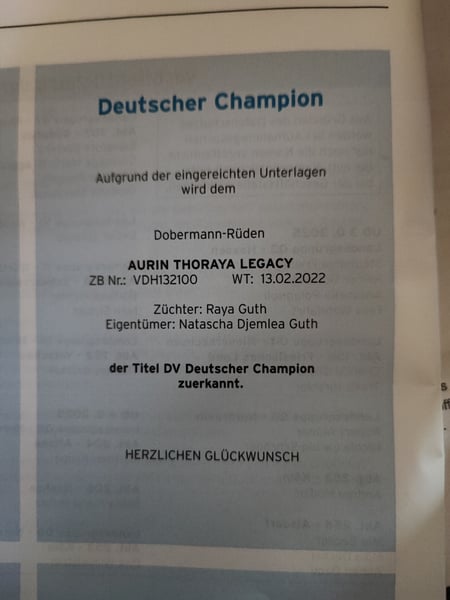 Deutscher Champion
Aufgrund der eingereichten Unterlagen
wird dem
Dobermann-Rüden
AURIN THORAYA LEGACY
ZB Nr.: VDH132100 WT: 13.02.2022
Züchter: Raya Guth
Eigentümer: Natascha Djemlea Guth
der Titel DV Deutscher Champion
zuerkannt.
HERZLICHEN GLÜCKWUNSCH